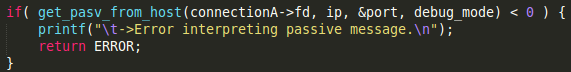 if( get_pasv_from_host(connectionA->fd, ip, &port, debug_mode) < 0 ) {
    printf("\t->Error interpreting passive message.\n");
    return ERROR;
}